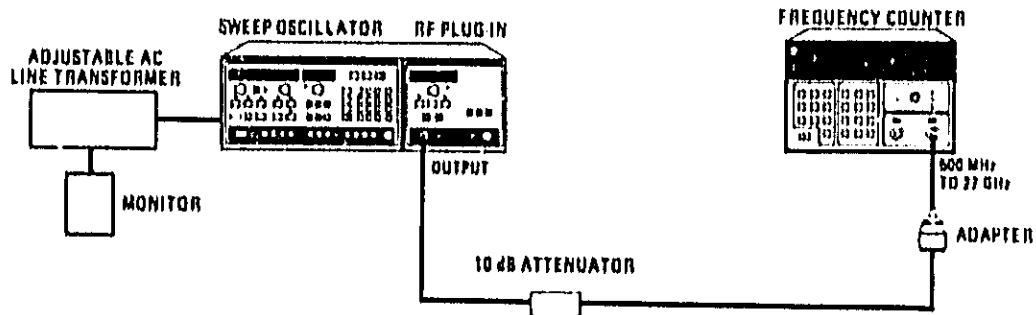 SWEEP OSCILLATOR
RF PLUG-IN
FREQUENCY COUNTER
ADJUSTABLE AC
LINE TRANSFORMER
OUTPUT
500 MHz
TO
GHz
MONITOR
ADAPTER
10 dB ATTENUATOR